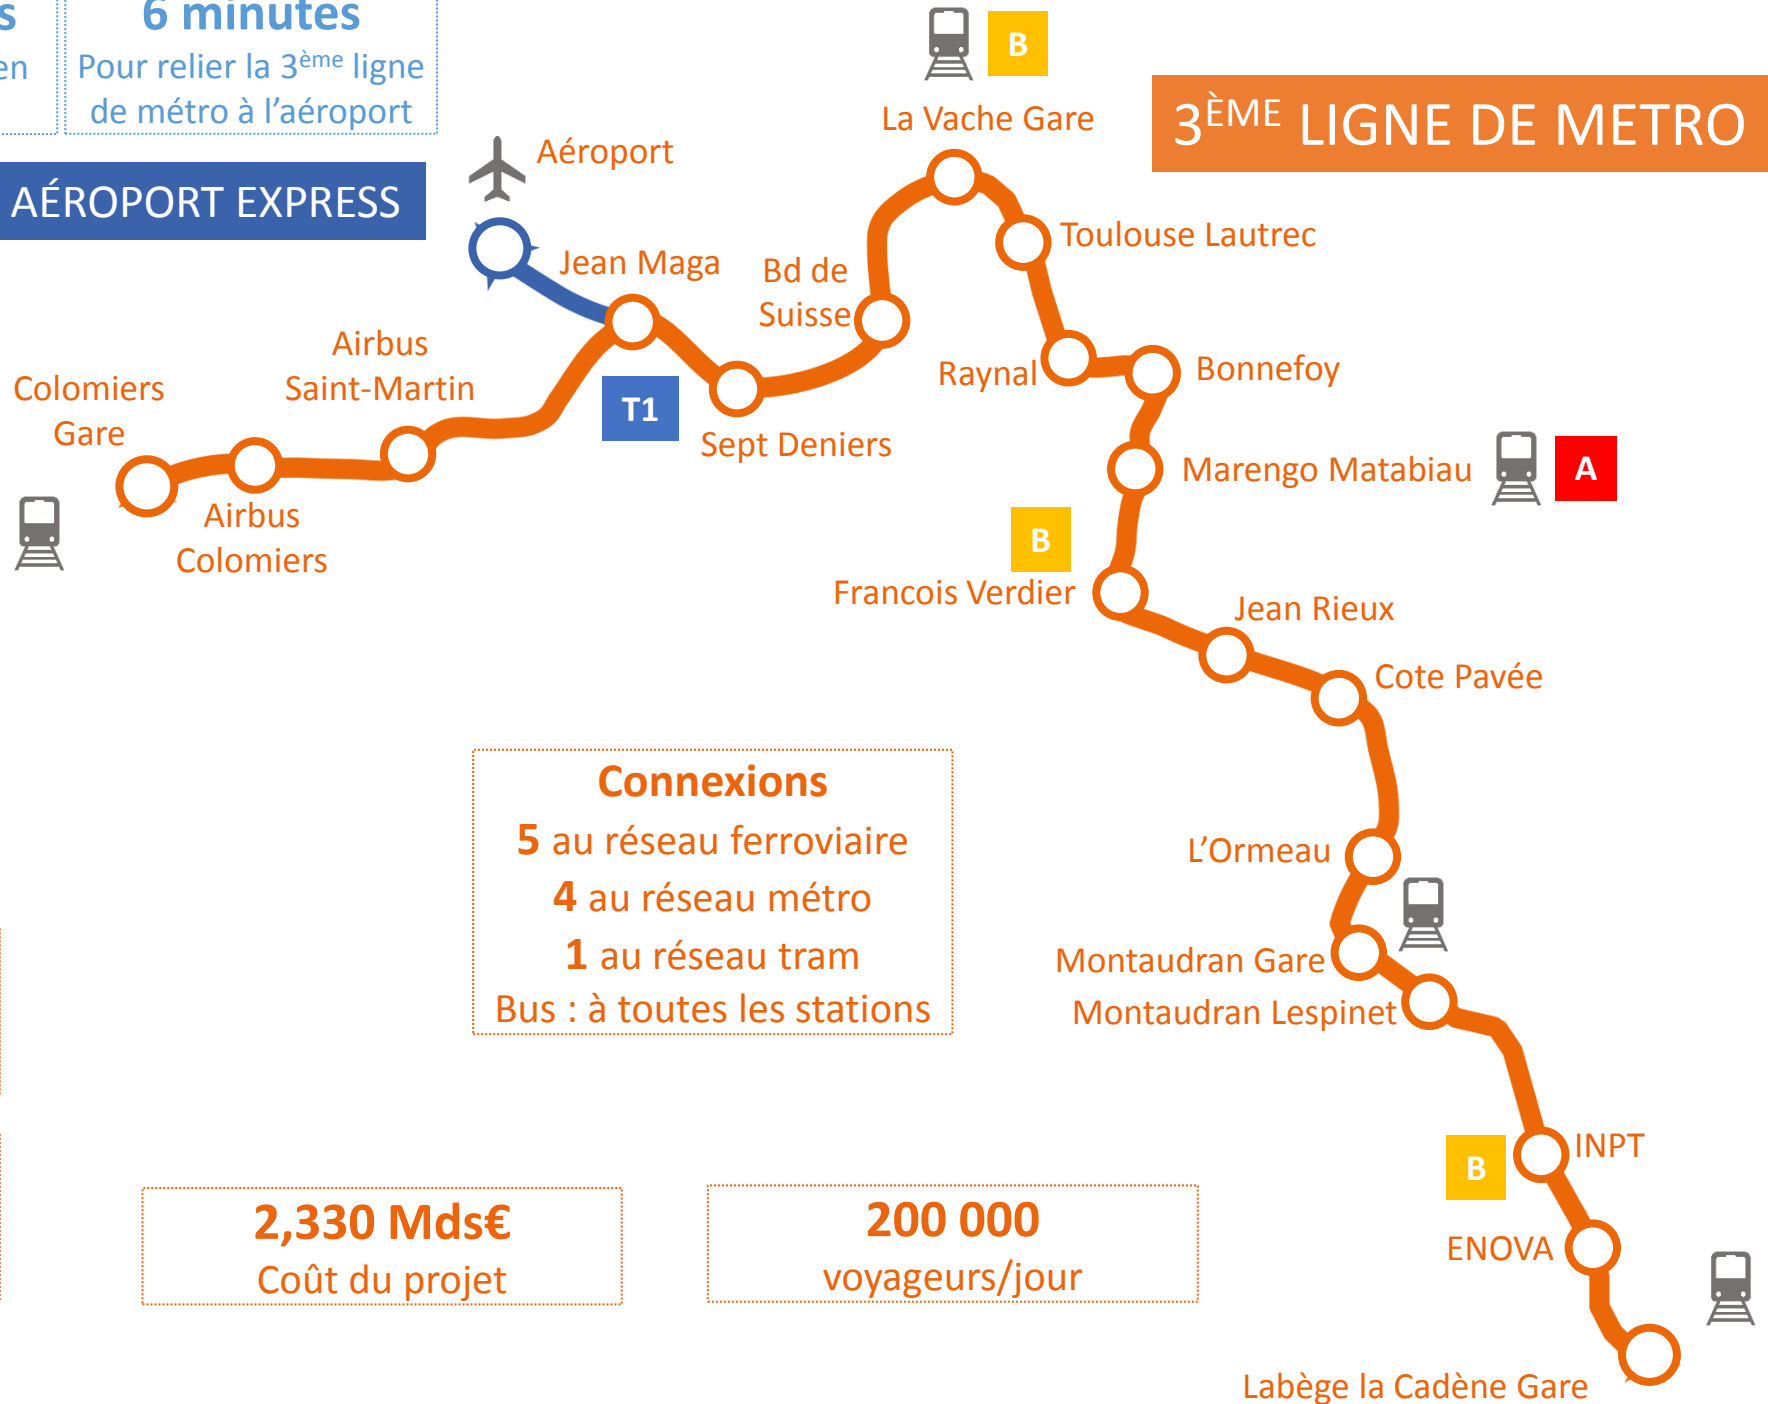 s
en
6 minutes
Pour relier la 3ème ligne
de métro à l'aéroport
AÉROPORT EXPRESS
3ÈME LIGNE DE METRO
B
La Vache Gare
Aéroport
Toulouse Lautrec
Jean Maga
Bd de
Suisse
Airbus
Saint-Martin
Raynal
Bonnefoy
Colomiers
Gare
T1
Sept Deniers
Marengo Matabiau
A
Airbus
Colomiers
B
Francois Verdier
Jean Rieux
Cote Pavée
Connexions
5 au réseau ferroviaire
4 au réseau métro
1 au réseau tram
Bus : à toutes les stations
L'Ormeau
Montaudran Gare
Montaudran Lespinet
INPT
B
ENOVA
2,330 Mds€
Coût du projet
200 000
voyageurs/jour
Labège la Cadène Gare